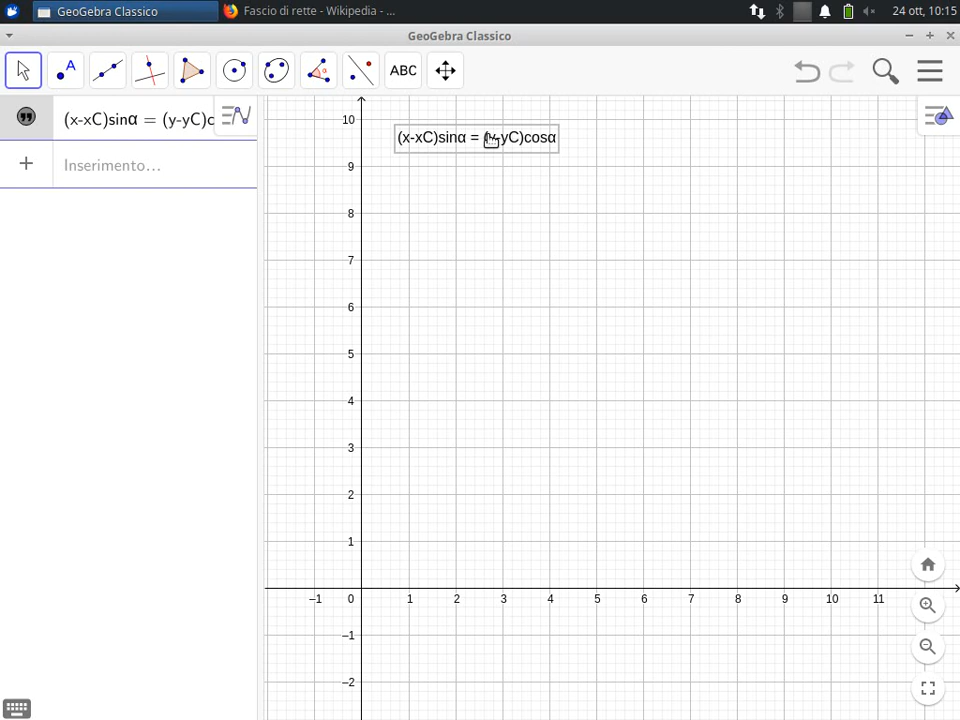 GeoGebra Classico
Fascio di rette - Wikipedia - ...
24 ott, 10:15
GeoGebra Classico
ABC
(x-xC)sinα = (y-yC)c
Inserimento…
(x-xC)sinα = (y-yC)cosα
10
9
8
7
6
5
4
3
2
1
–1 0 1 2 3 4 5 6 7 8 9 10 11
–1
–2